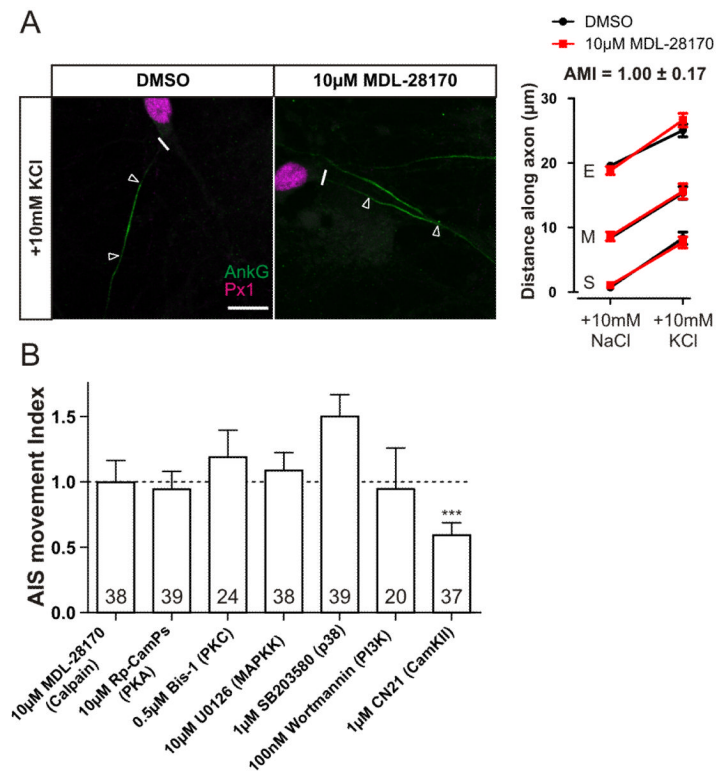 A
DMSO
10µM MDL-28170
+10mM KCl
AnkG
Px1
DMSO
10µM MDL-28170
AMI = 1.00 ± 0.17
Distance along axon (µm)
30
20
10
0
E
M
S
+10mM
NaCl
+10mM
KCl
B
AIS movement Index
1.5
1.0
0.5
0.0
***
38
39
24
38
39
20
37
10µM MDL-28170
(Calpain)
10µM Rp-CamPs
(PKA)
0.5µM Bis-1 (PKC)
10µM U0126 (MAPKK)
1µM SB203580 (p38)
100nM Wortmannin (PI3K)
1µM CN21 (CamKII)